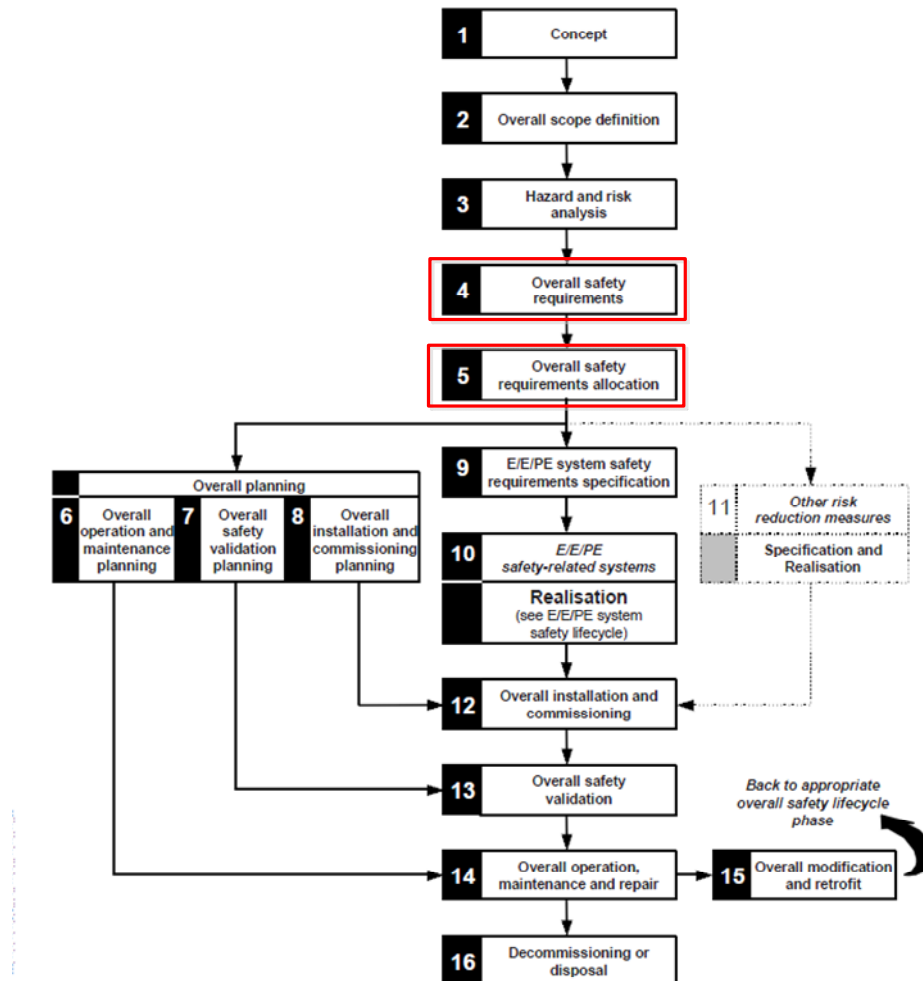 1
Concept
2
Overall scope definition
3
Hazard and risk
analysis
4
Overall safety
requirements
5
Overall safety
requirements allocation
Overall planning
6
Overall
operation and
maintenance
planning
7
Overall
safety
validation
planning
8
Overall
installation and
commissioning
planning
9
E/E/PE system safety
requirements specification
10
E/E/PE
safety-related systems
Realisation
(see E/E/PE system
safety lifecycle)
11
Other risk
reduction measures
Specification and
Realisation
12
Overall installation and
commissioning
13
Overall safety
validation
Back to appropriate
overall safety lifecycle
phase
14
Overall operation,
maintenance and repair
15
Overall modification
and retrofit
16
Decommissioning or
disposal